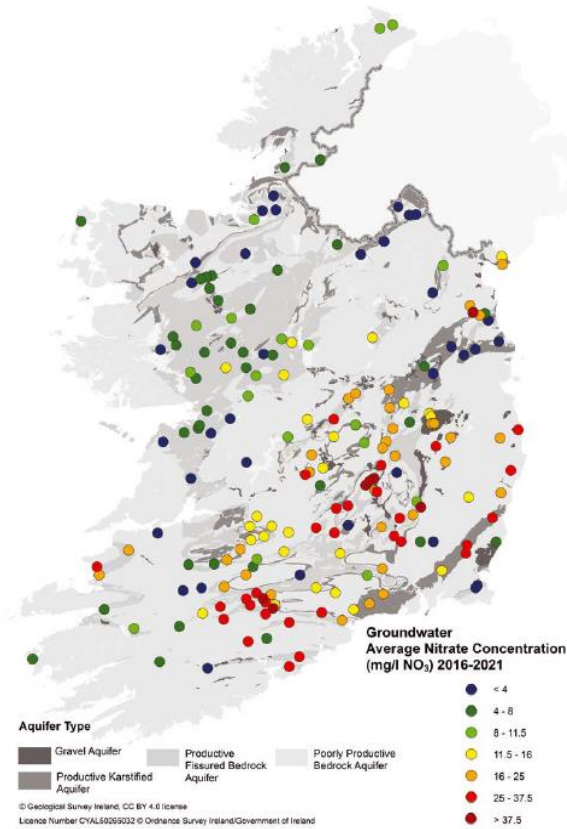 Groundwater
Average Nitrate Concentration
(mg/l NO₃) 2016-2021
< 4
4 - 8
8 - 11.5
11.5 - 16
16 - 25
25 - 37.5
> 37.5
Aquifer Type
Gravel Aquifer
Productive Karstified
Aquifer
Productive
Fissured Bedrock
Aquifer
Poorly Productive
Bedrock Aquifer
© Geological Survey Ireland, CC BY 4.0 license
Licence Number CYAL50265032 © Ordnance Survey Ireland/Government of Ireland